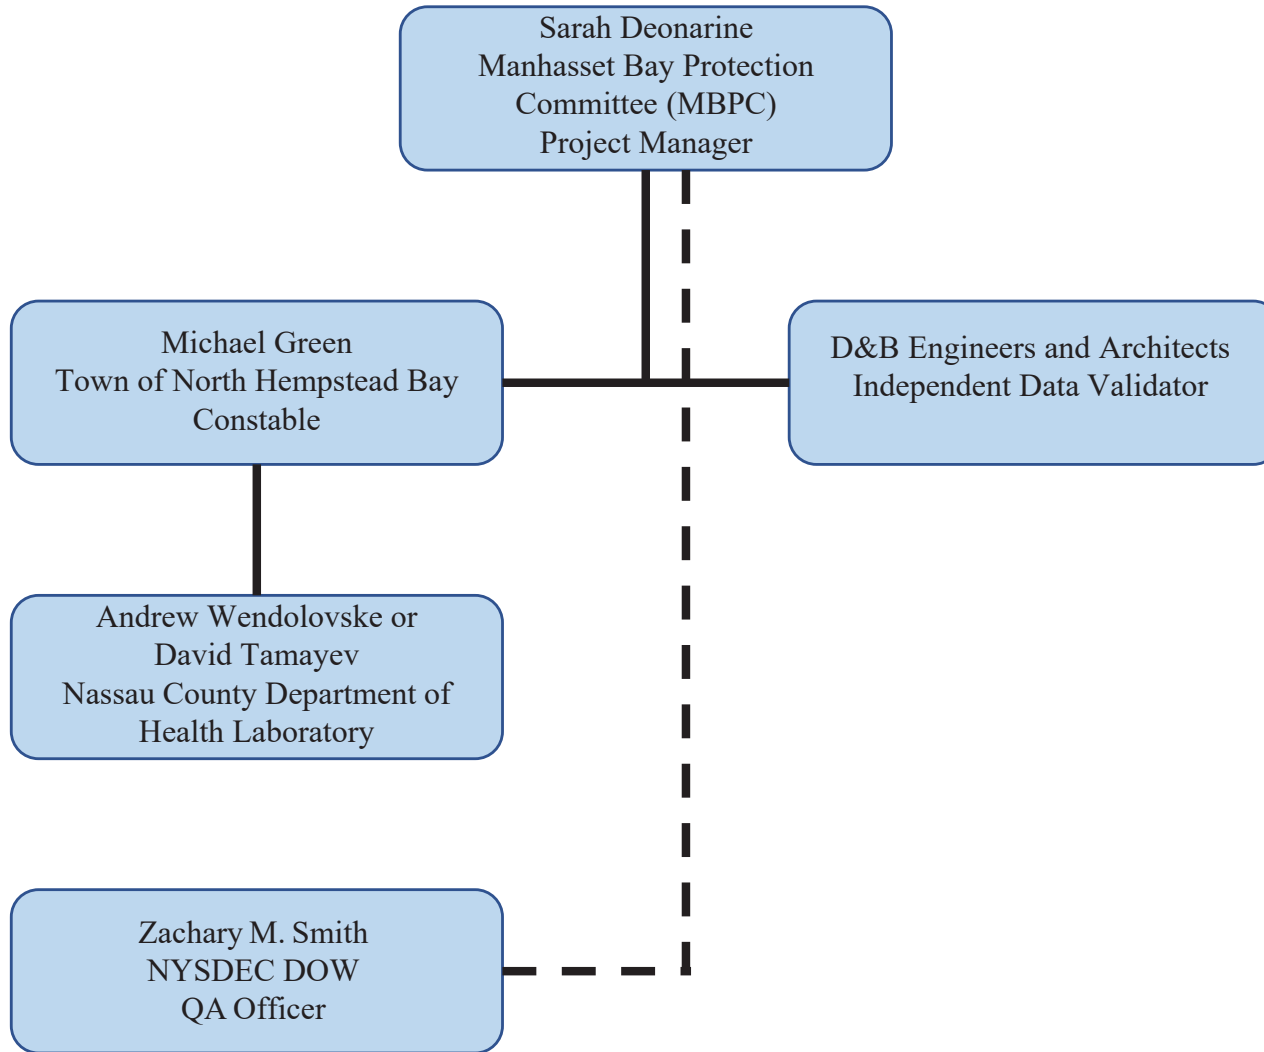 Sarah Deonarine
Manhasset Bay Protection
Committee (MBPC)
Project Manager
Michael Green
Town of North Hempstead Bay
Constable
D&B Engineers and Architects
Independent Data Validator
Andrew Wendolovske or
David Tamayev
Nassau County Department of
Health Laboratory
Zachary M. Smith
NYSDEC DOW
QA Officer